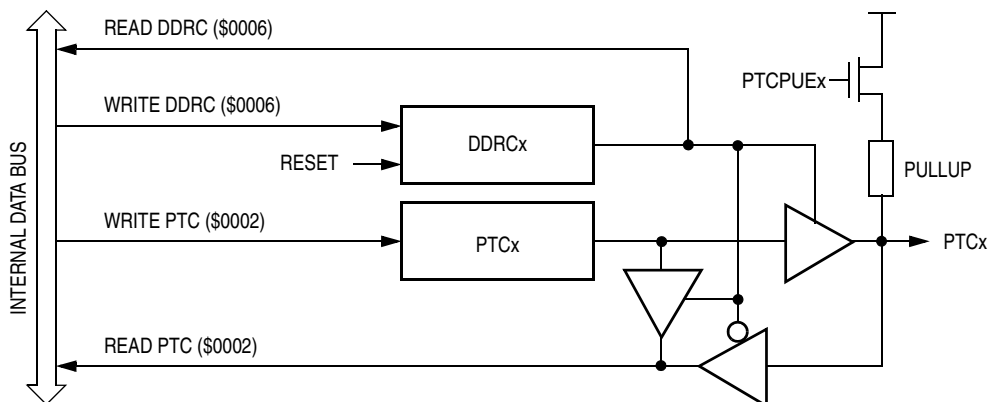 READ DDRC ($0006)
PTCPUEx
WRITE DDRC ($0006)
DDRCx
RESET
PULLUP
INTERNAL DATA BUS
WRITE PTC ($0002)
PTCx
PTCx
READ PTC ($0002)